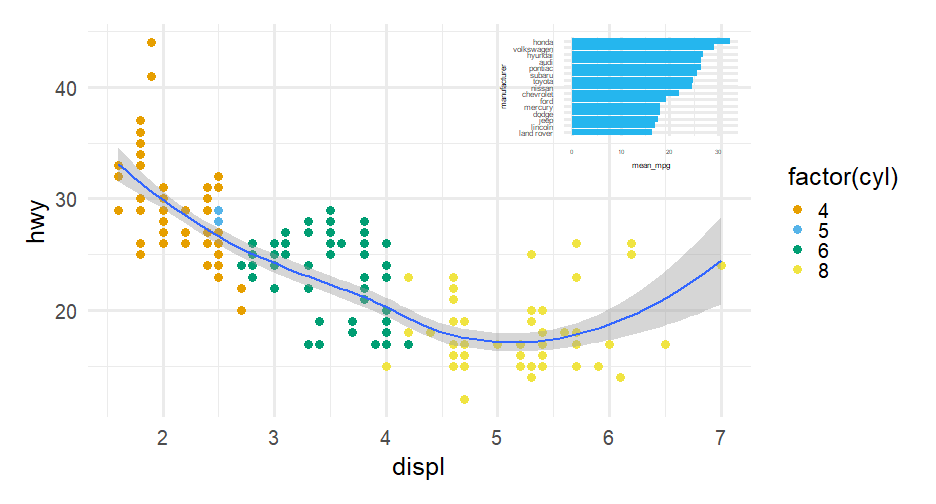 hwy
40
30
20
2 3 4 5 6 7
displ
manufacturer
honda
volkswagen
hyundai
audi
pontiac
subaru
toyota
nissan
chevrolet
ford
mercury
dodge
jeep
lincoln
land rover
0 10 20 30
mean_mpg
factor(cyl)
4
5
6
8